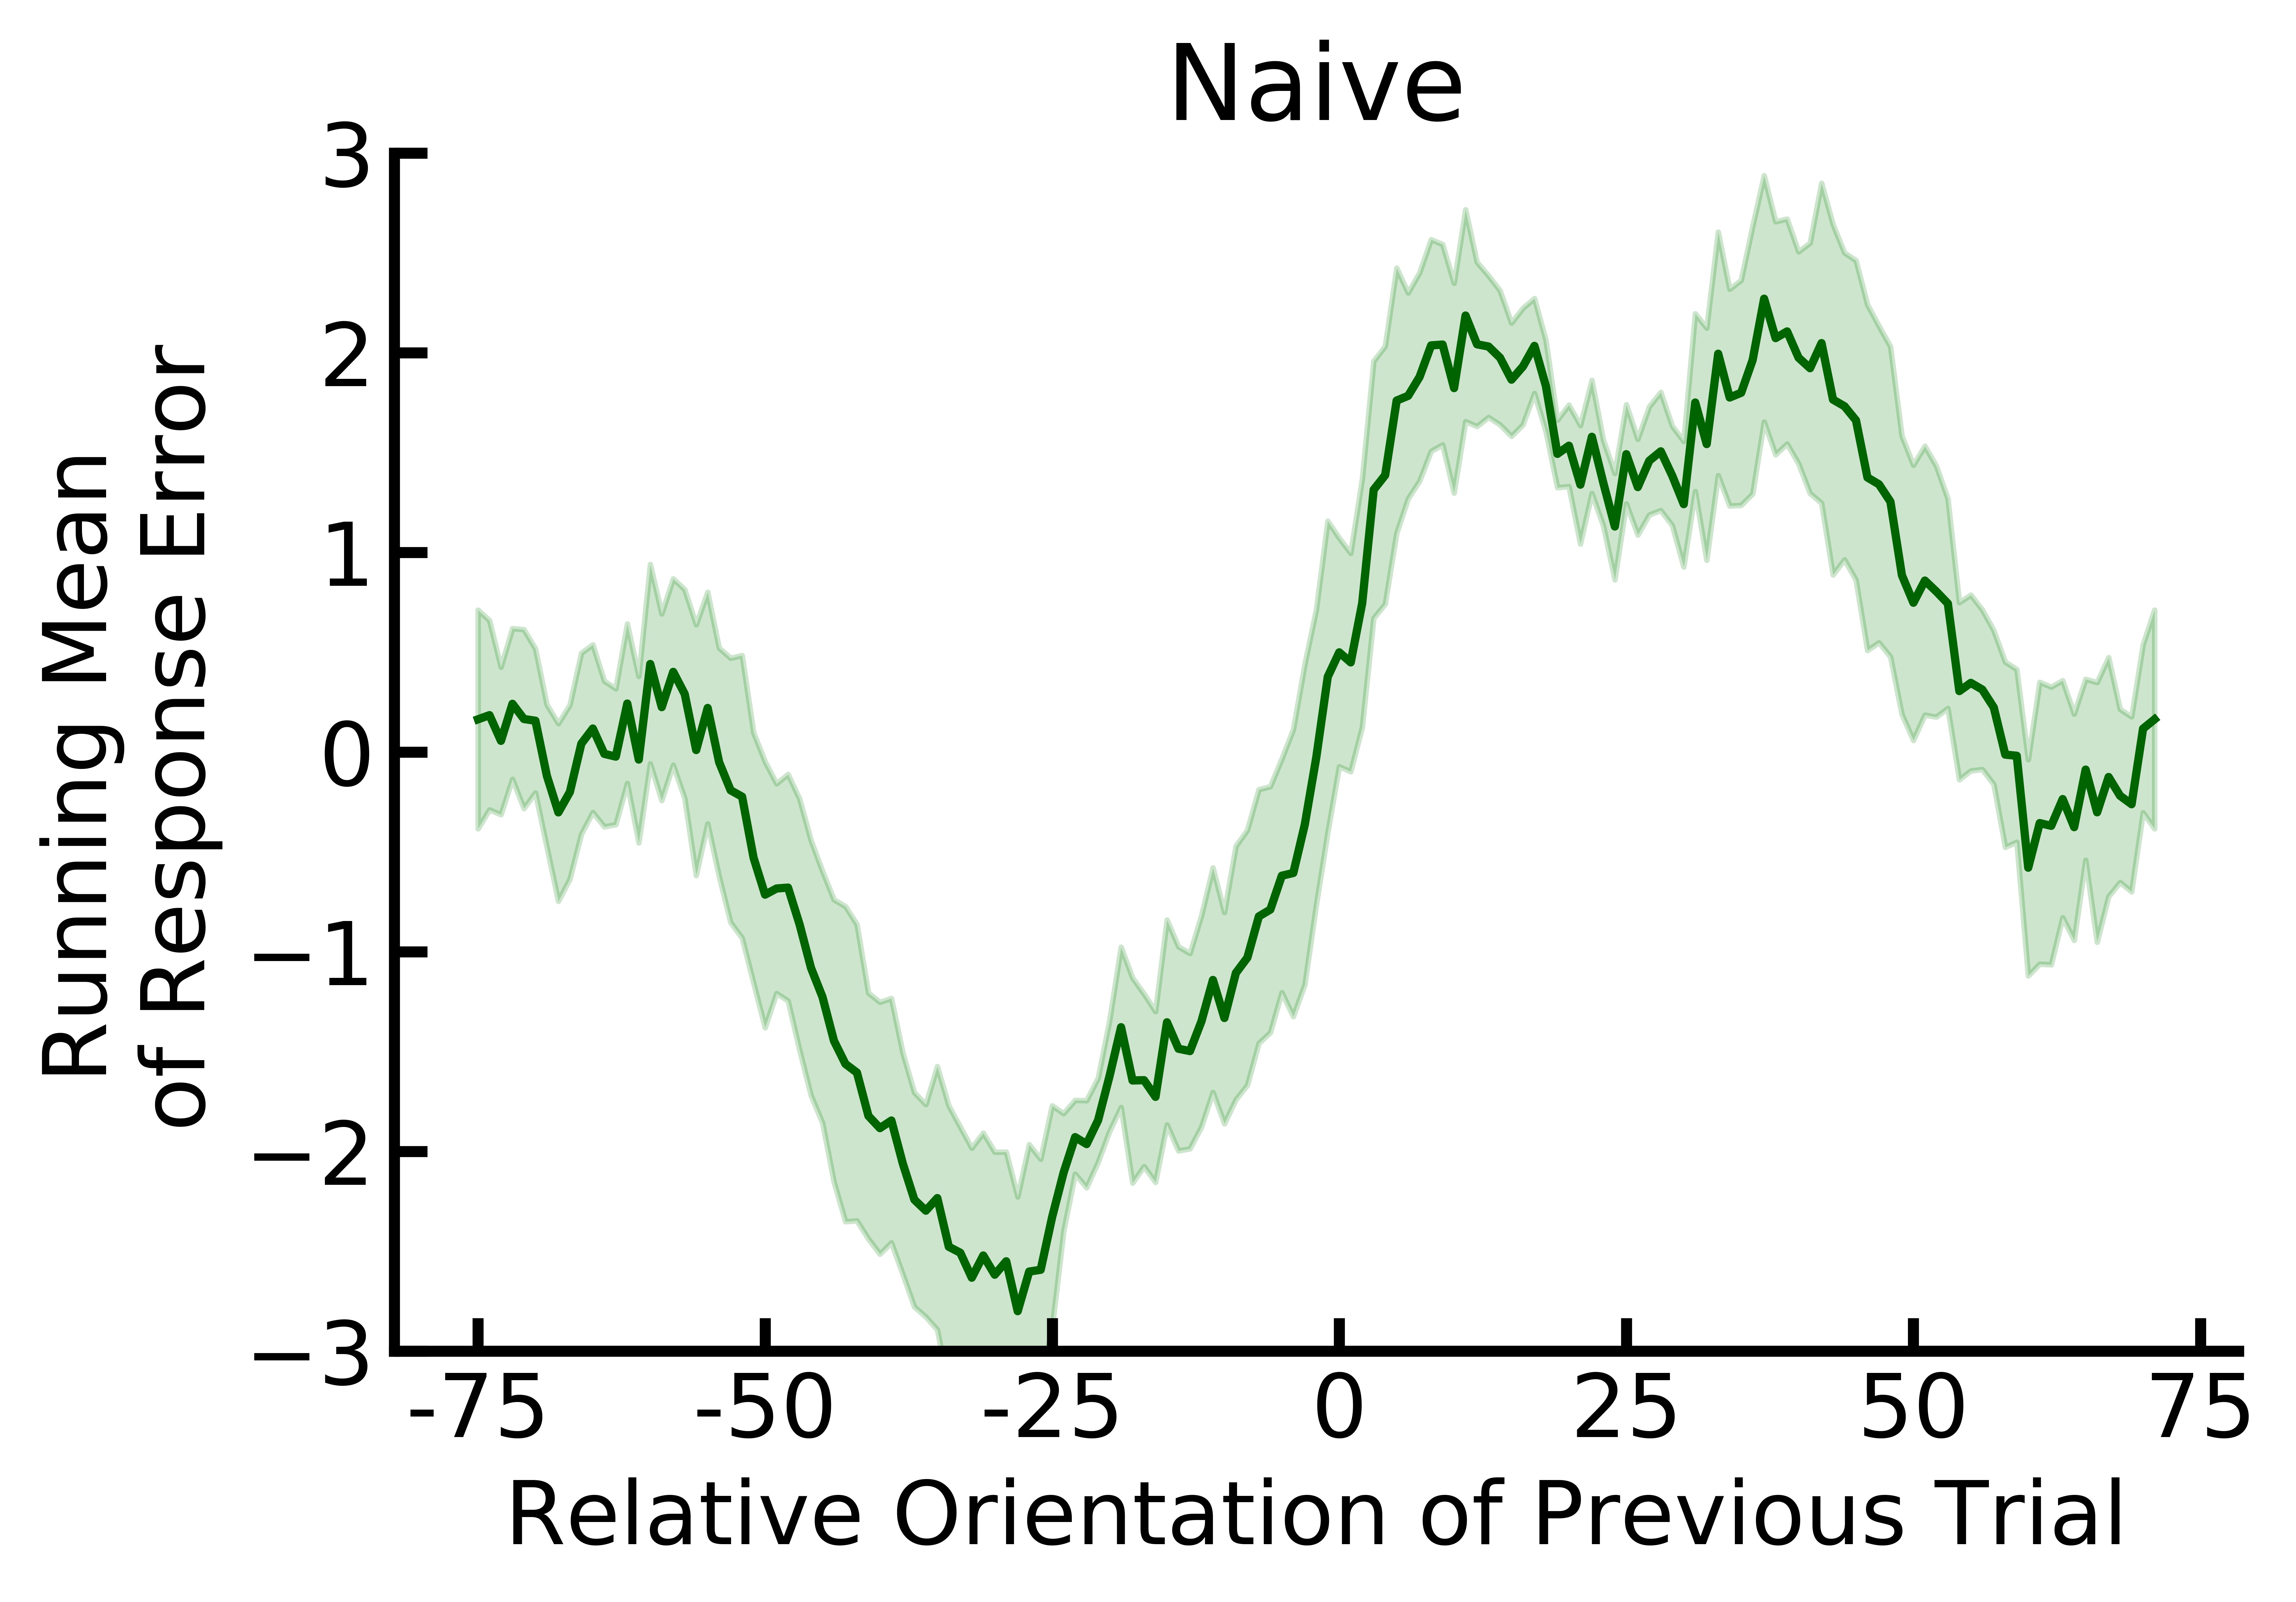 Naive
Running Mean
of Response Error
3
2
1
0
−1
−2
−3
-75 -50 -25 0 25 50 75
Relative Orientation of Previous Trial